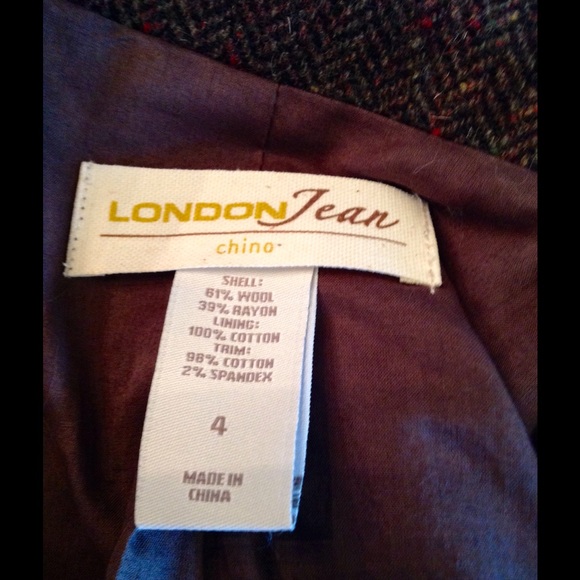 LONDON Jean
chino
SHELL:
61% WOOL
39% RAYON
LINING:
100% COTTON
TRIM:
98% COTTON
2% SPANDEX
4
MADE IN
CHINA